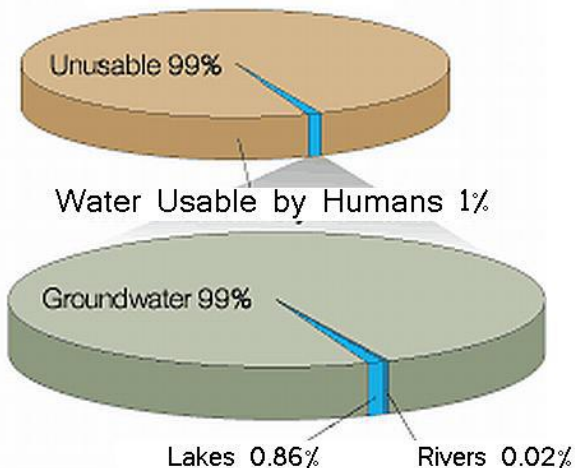 Unusable 99%
Water Usable by Humans 1%
Groundwater 99%
Lakes 0.86%
Rivers 0.02%